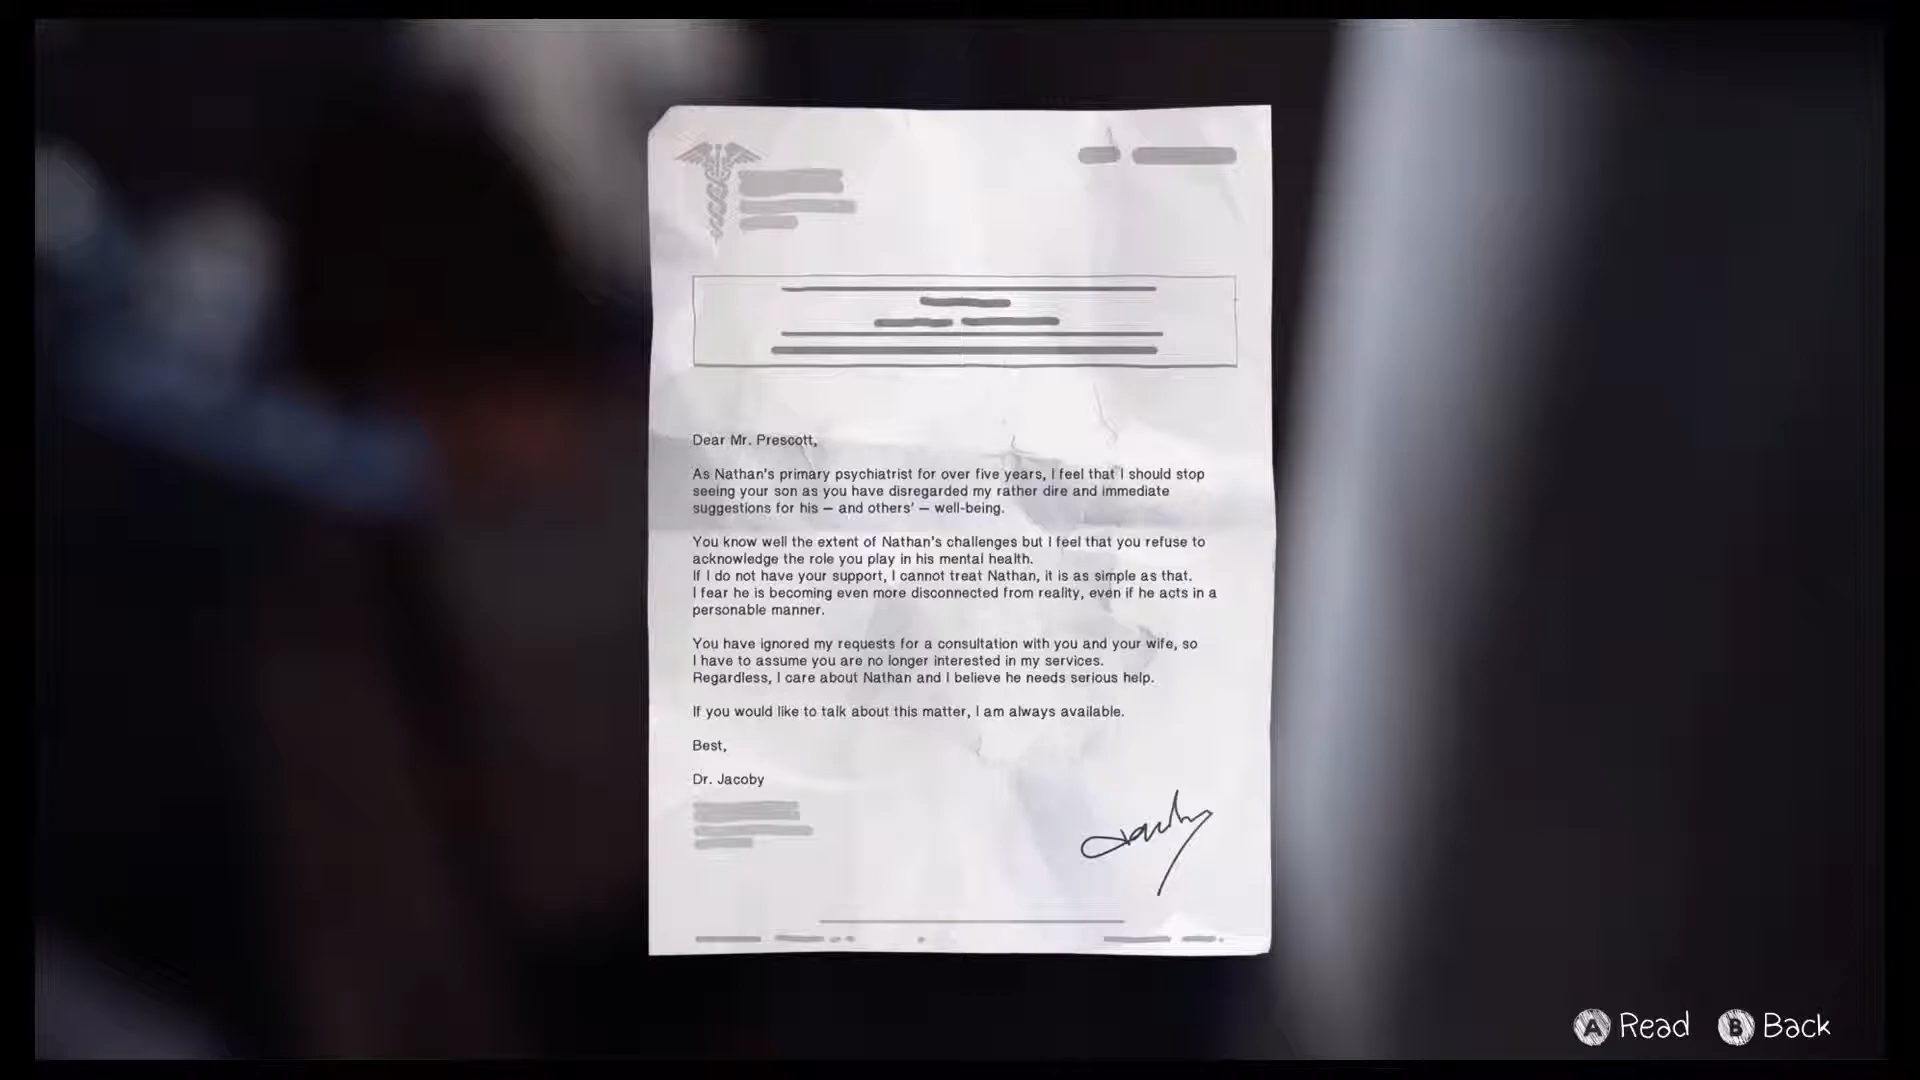 Dear Mr. Prescott,
As Nathan's primary psychiatrist for over five years, I feel that I should stop
seeing your son as you have disregarded my rather dire and immediate
suggestions for his – and others' – well-being.
You know well the extent of Nathan's challenges but I feel that you refuse to
acknowledge the role you play in his mental health.
If I do not have your support, I cannot treat Nathan, it is as simple as that.
I fear he is becoming even more disconnected from reality, even if he acts in a
personable manner.
You have ignored my requests for a consultation with you and your wife, so
I have to assume you are no longer interested in my services.
Regardless, I care about Nathan and I believe he needs serious help.
If you would like to talk about this matter, I am always available.
Best,
Dr. Jacoby
Jacoby
A Read B Back